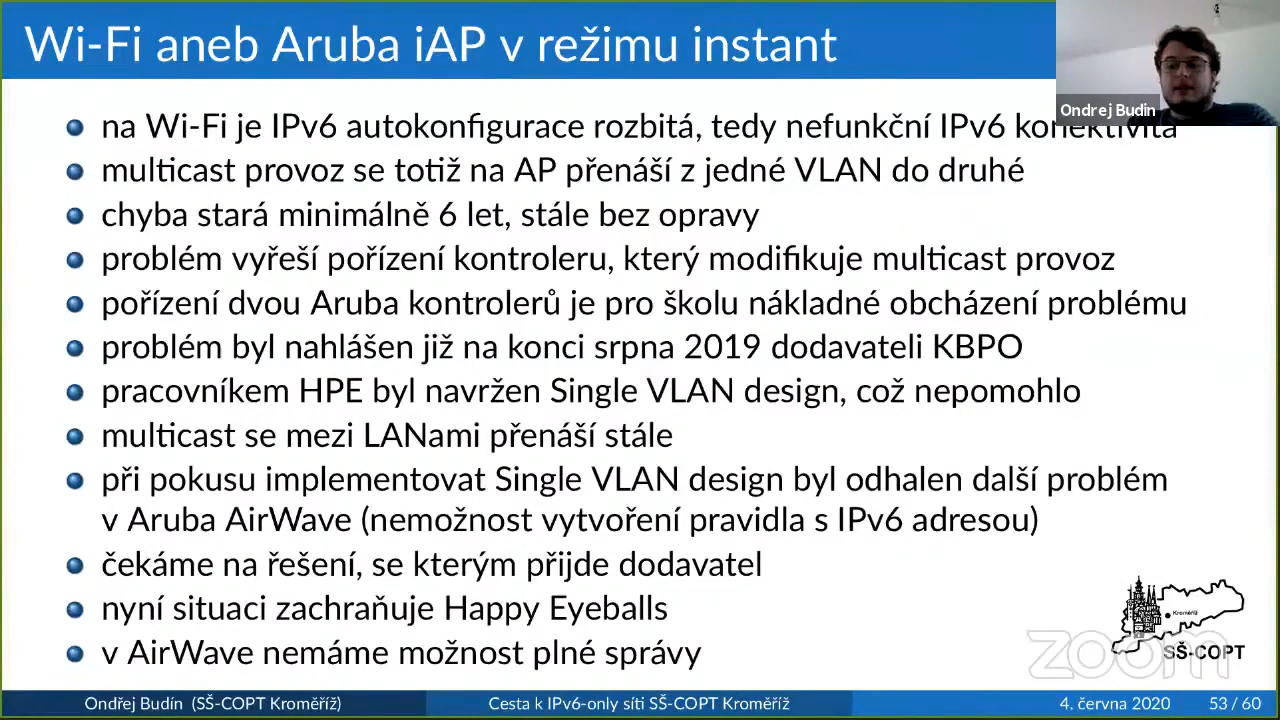 Wi-Fi aneb Aruba iAP v režimu instant
Ondrej Budín
na Wi-Fi je IPv6 autokonfigurace rozbitá, tedy nefunkční IPv6 konektivita
multicast provoz se totiž na AP přenáší z jedné VLAN do druhé
chyba stará minimálně 6 let, stále bez opravy
problém vyřeší pořízení kontroleru, který modifikuje multicast provoz
pořízení dvou Aruba kontrolerů je pro školu nákladné obcházení problému
problém byl nahlášen již na konci srpna 2019 dodavateli KBPO
pracovníkem HPE byl navržen Single VLAN design, což nepomohlo
multicast se mezi LANami přenáší stále
při pokusu implementovat Single VLAN design byl odhalen další problém
v Aruba AirWave (nemožnost vytvoření pravidla s IPv6 adresou)
čekáme na řešení, se kterým přijde dodavatel
nyní situaci zachraňuje Happy Eyeballs
v AirWave nemáme možnost plné správy
Kroměříž
zoom
SŠ-COPT
Ondřej Budín (SŠ-COPT Kroměříž)
Cesta k IPv6-only síti SŠ-COPT Kroměříž
4. června 2020
53 / 60